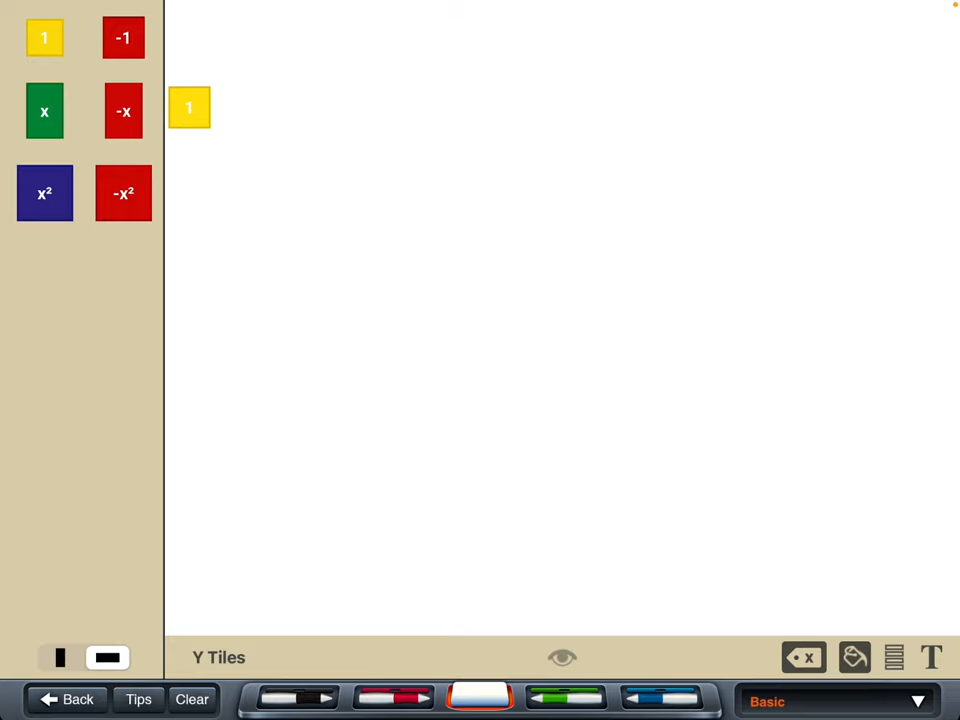 1 -1
x -x
1
x² -x²
Y Tiles
x
T
Back
Tips
Clear
Basic